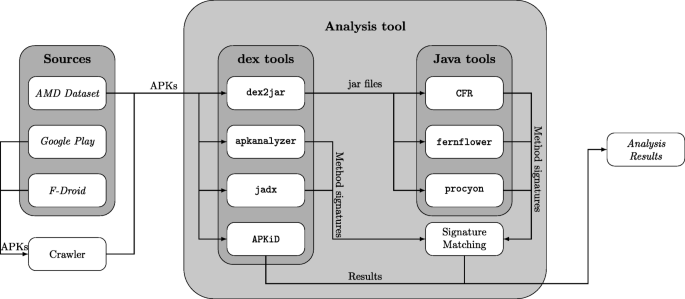 Analysis tool
Sources
dex tools
Java tools
AMD Dataset
APKs
dex2jar
jar files
CFR
Google Play
apkanalyzer
fernflower
Analysis
Results
F-Droid
jadx
procyon
Method signatures
Method signatures
APKs
Crawler
APKiD
Signature
Matching
Results